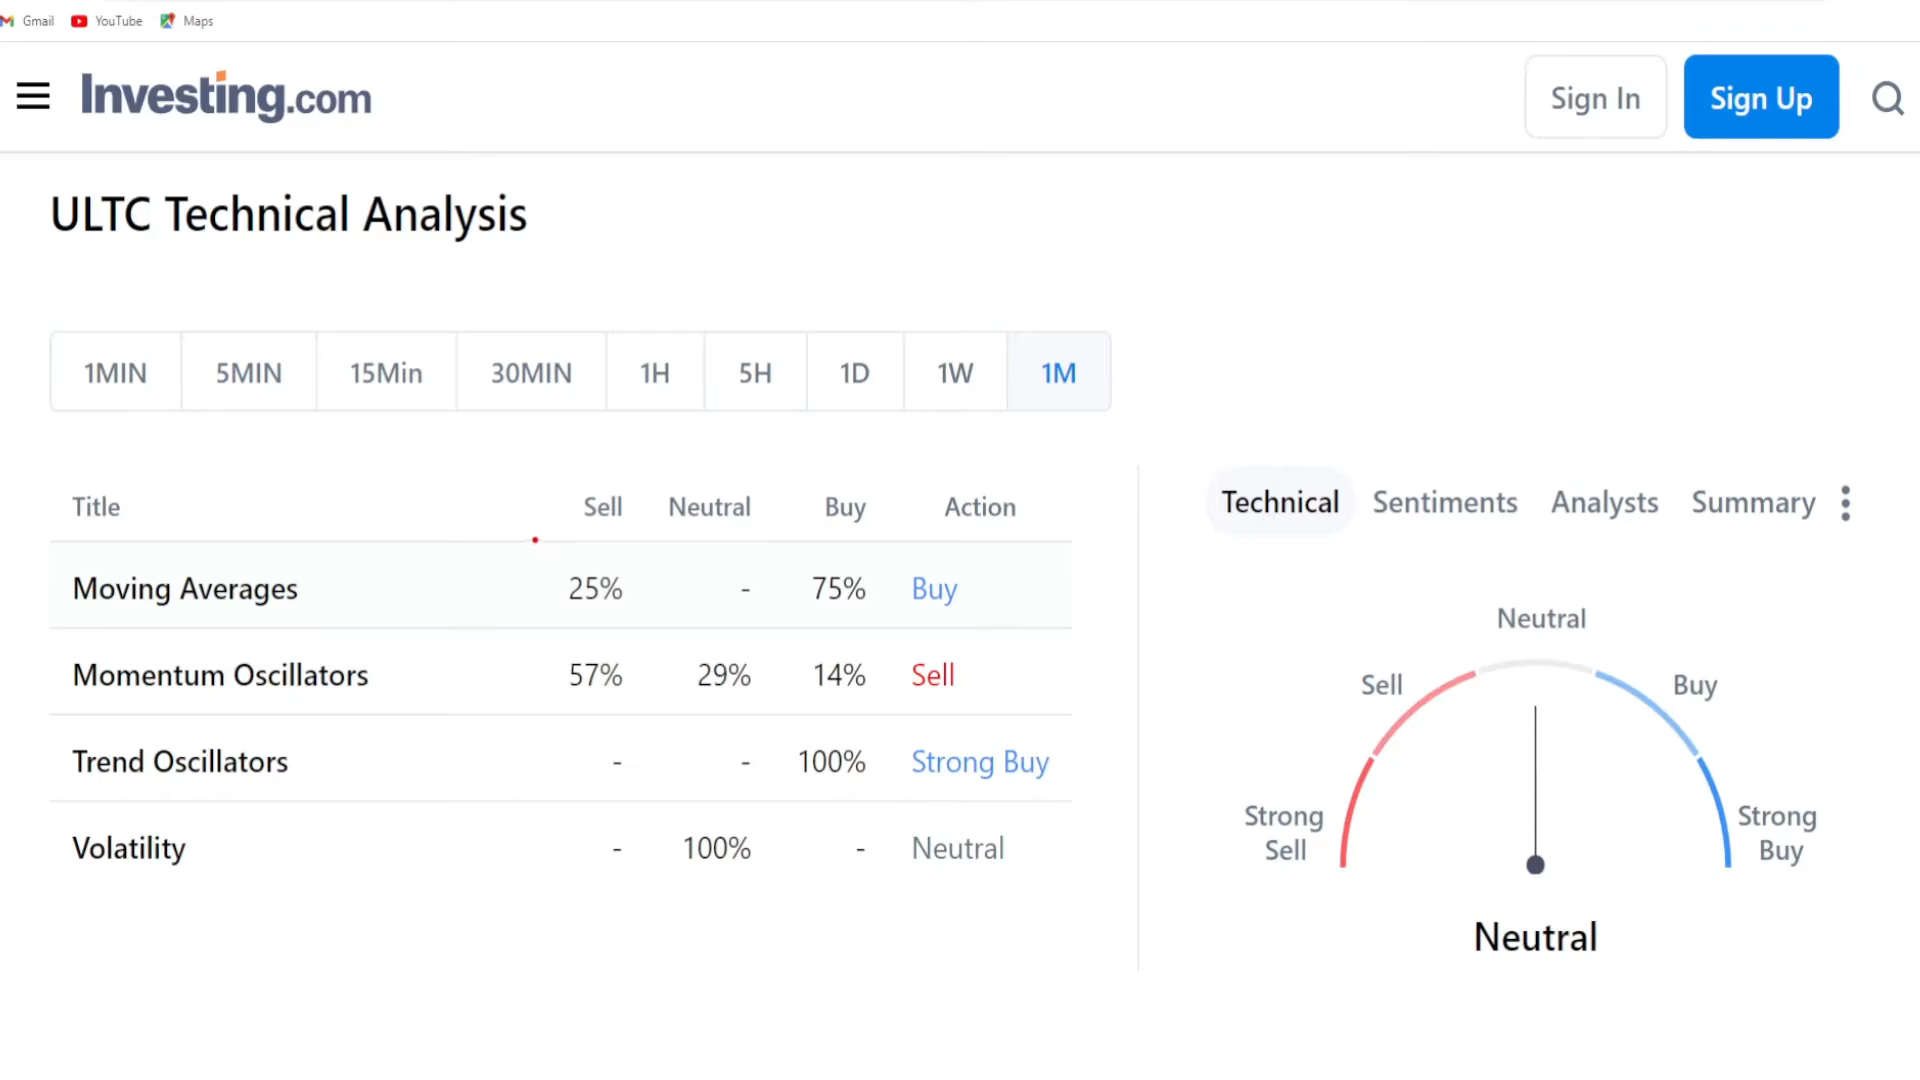 Gmail YouTube Maps
Investing.com
Sign In Sign Up
ULTC Technical Analysis
1MIN 5MIN 15Min 30MIN 1H 5H 1D 1W 1M
Title Sell Neutral Buy Action
Moving Averages 25% - 75% Buy
Momentum Oscillators 57% 29% 14% Sell
Trend Oscillators - - 100% Strong Buy
Volatility - 100% - Neutral
Technical Sentiments Analysts Summary
Neutral
Sell Buy
Strong Strong
Sell Buy
Neutral